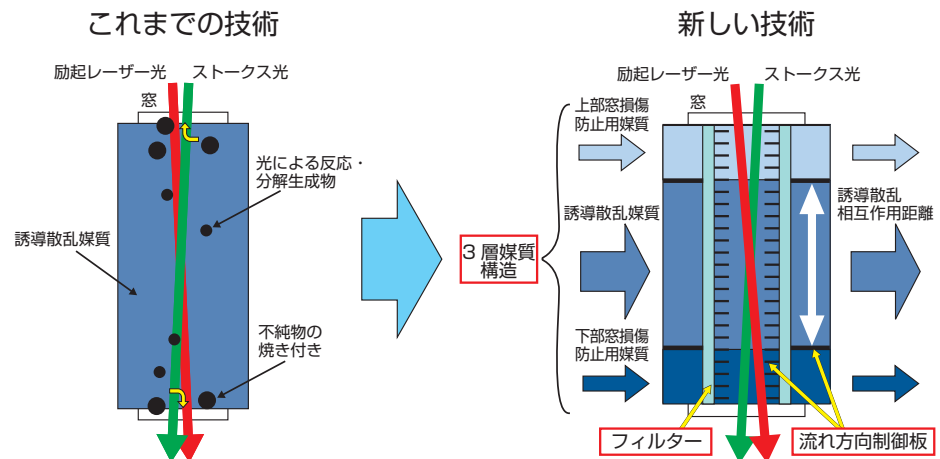 これまでの技術
励起レーザー光
ストークス光
窓
光による反応・
分解生成物
誘導散乱媒質
不純物の
焼き付き
新しい技術
励起レーザー光
ストークス光
窓
上部窓損傷
防止用媒質
誘導散乱媒質
3層媒質
構造
誘導散乱
相互作用距離
下部窓損傷
防止用媒質
フィルター
流れ方向制御板